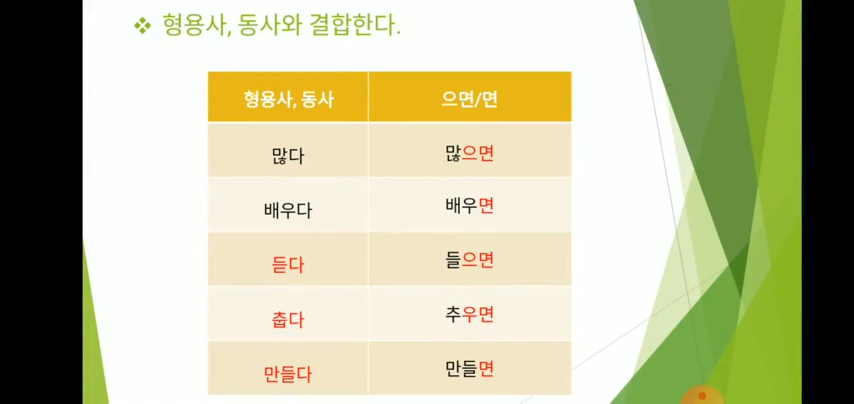 ❖ 형용사, 동사와 결합한다.
형용사, 동사 으면/면
많다 많으면
배우다 배우면
듣다 들으면
춥다 추우면
만들다 만들면